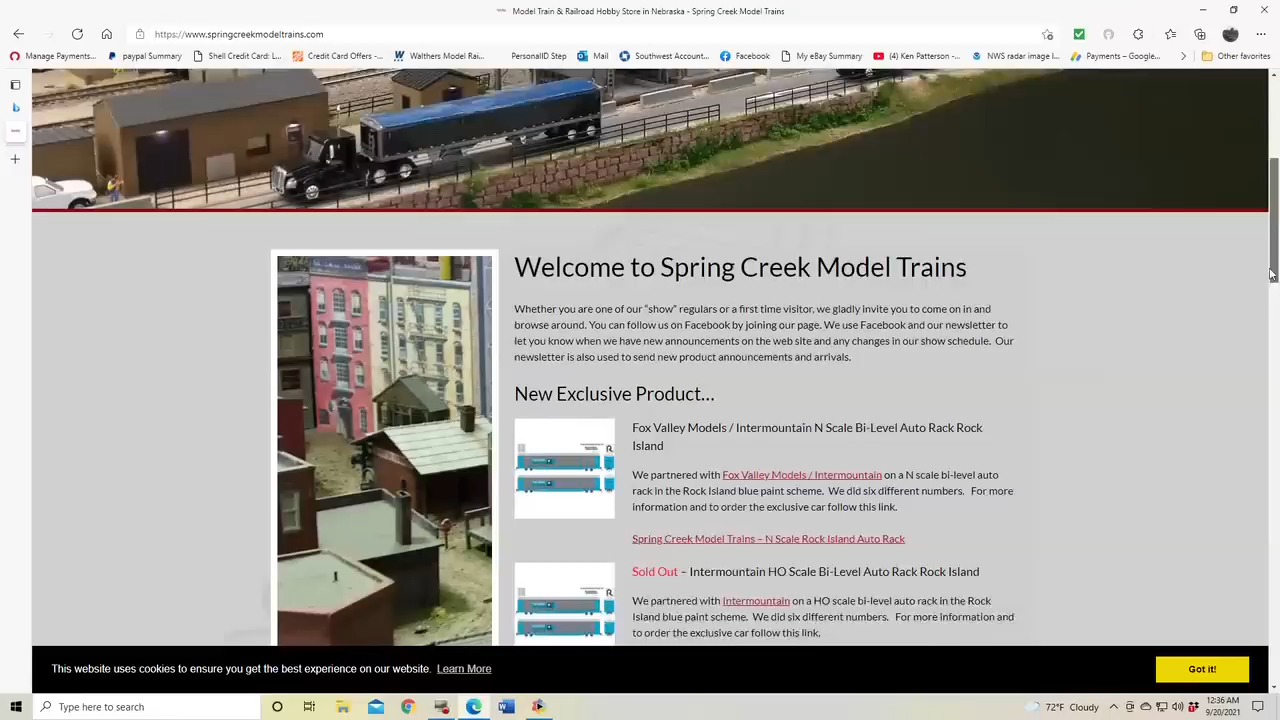 Model Train & Railroad Hobby Store in Nebraska - Spring Creek Model Trains
https://www.springcreekmodeltrains.com
Manage Payments...
paypal Summary
Shell Credit Card: L...
Credit Card Offers -...
Walthers Model Rai...
PersonalID Step
Mail
Southwest Account...
Facebook
My eBay Summary
(4) Ken Patterson -...
NWS radar image l...
Payments – Google...
Other favorites
Welcome to Spring Creek Model Trains
Whether you are one of our “show” regulars or a first time visitor, we gladly invite you to come on in and
browse around. You can follow us on Facebook by joining our page. We use Facebook and our newsletter to
let you know when we have new announcements on the web site and any changes in our show schedule. Our
newsletter is also used to send new product announcements and arrivals.
New Exclusive Product…
Fox Valley Models / Intermountain N Scale Bi-Level Auto Rack Rock
Island
We partnered with Fox Valley Models / Intermountain on a N scale bi-level auto
rack in the Rock Island blue paint scheme. We did six different numbers. For more
information and to order the exclusive car follow this link.
Spring Creek Model Trains – N Scale Rock Island Auto Rack
Sold Out – Intermountain HO Scale Bi-Level Auto Rack Rock Island
We partnered with Intermountain on a HO scale bi-level auto rack in the Rock
Island blue paint scheme. We did six different numbers. For more information and
to order the exclusive car follow this link.
This website uses cookies to ensure you get the best experience on our website. Learn More
Got it!
Type here to search
72°F Cloudy
12:36 AM
9/20/2021